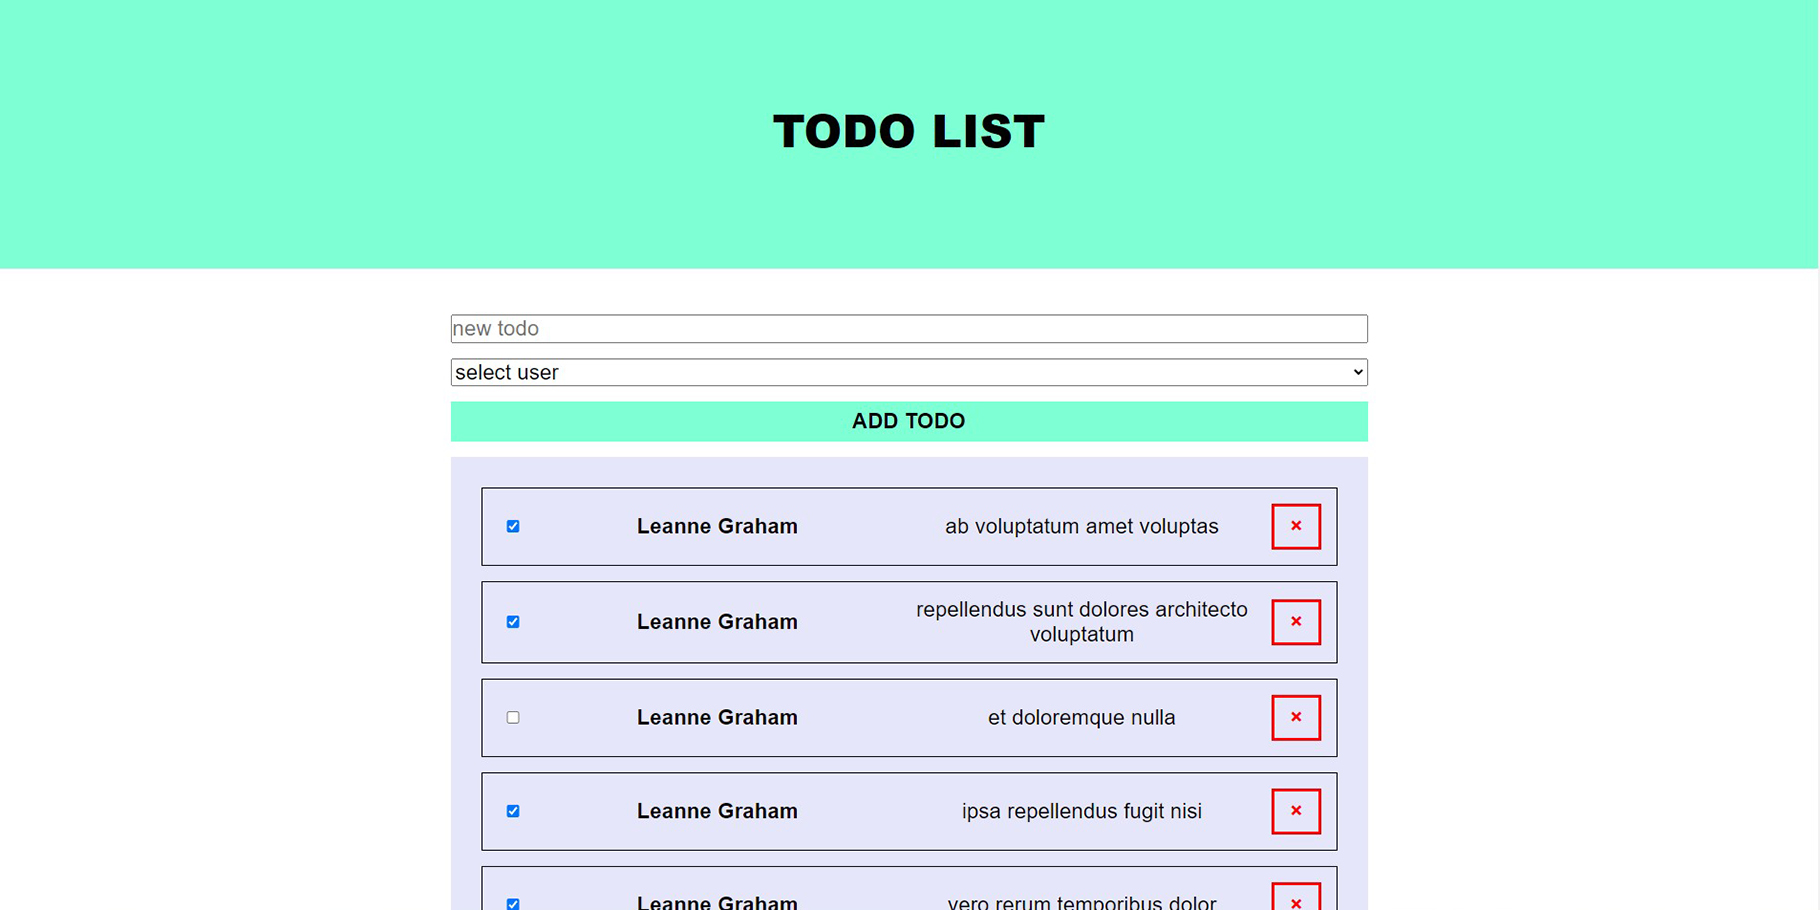 TODO LIST
new todo
select user
ADD TODO
Leanne Graham ab voluptatum amet voluptas ×
Leanne Graham repellendus sunt dolores architecto
voluptatum ×
Leanne Graham et doloremque nulla ×
Leanne Graham ipsa repellendus fugit nisi ×
Leanne Graham vero rerum temporibus dolor ×